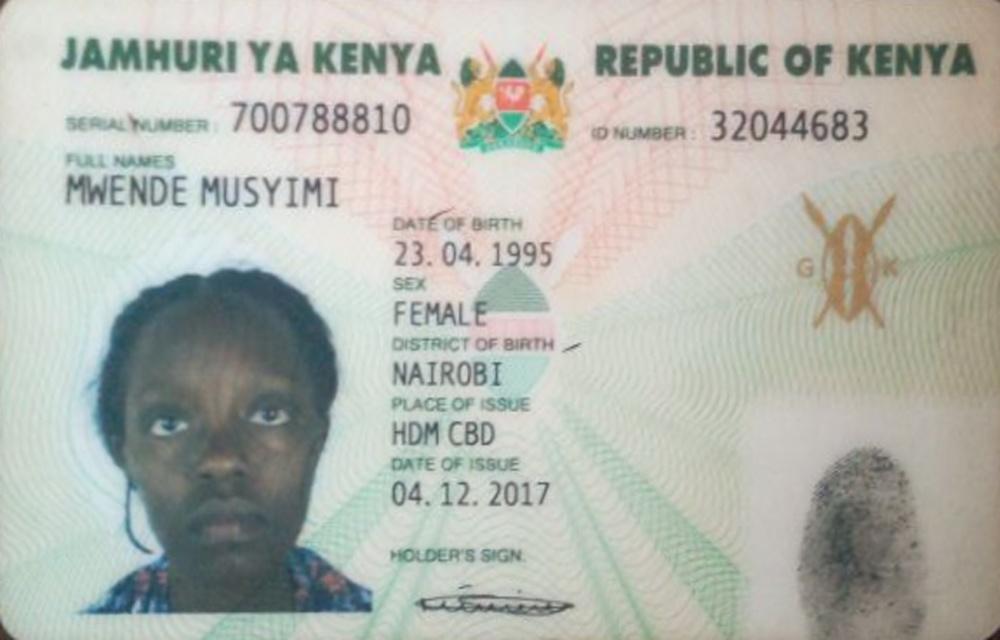 JAMHURI YA KENYA REPUBLIC OF KENYA
SERIAL NUMBER: 700788810 ID NUMBER: 32044683
FULL NAMES
MWENDE MUSYIMI
DATE OF BIRTH
23. 04. 1995
SEX
FEMALE
G K
DISTRICT OF BIRTH
NAIROBI
PLACE OF ISSUE
HDM CBD
DATE OF ISSUE
04. 12. 2017
HOLDER'S SIGN.